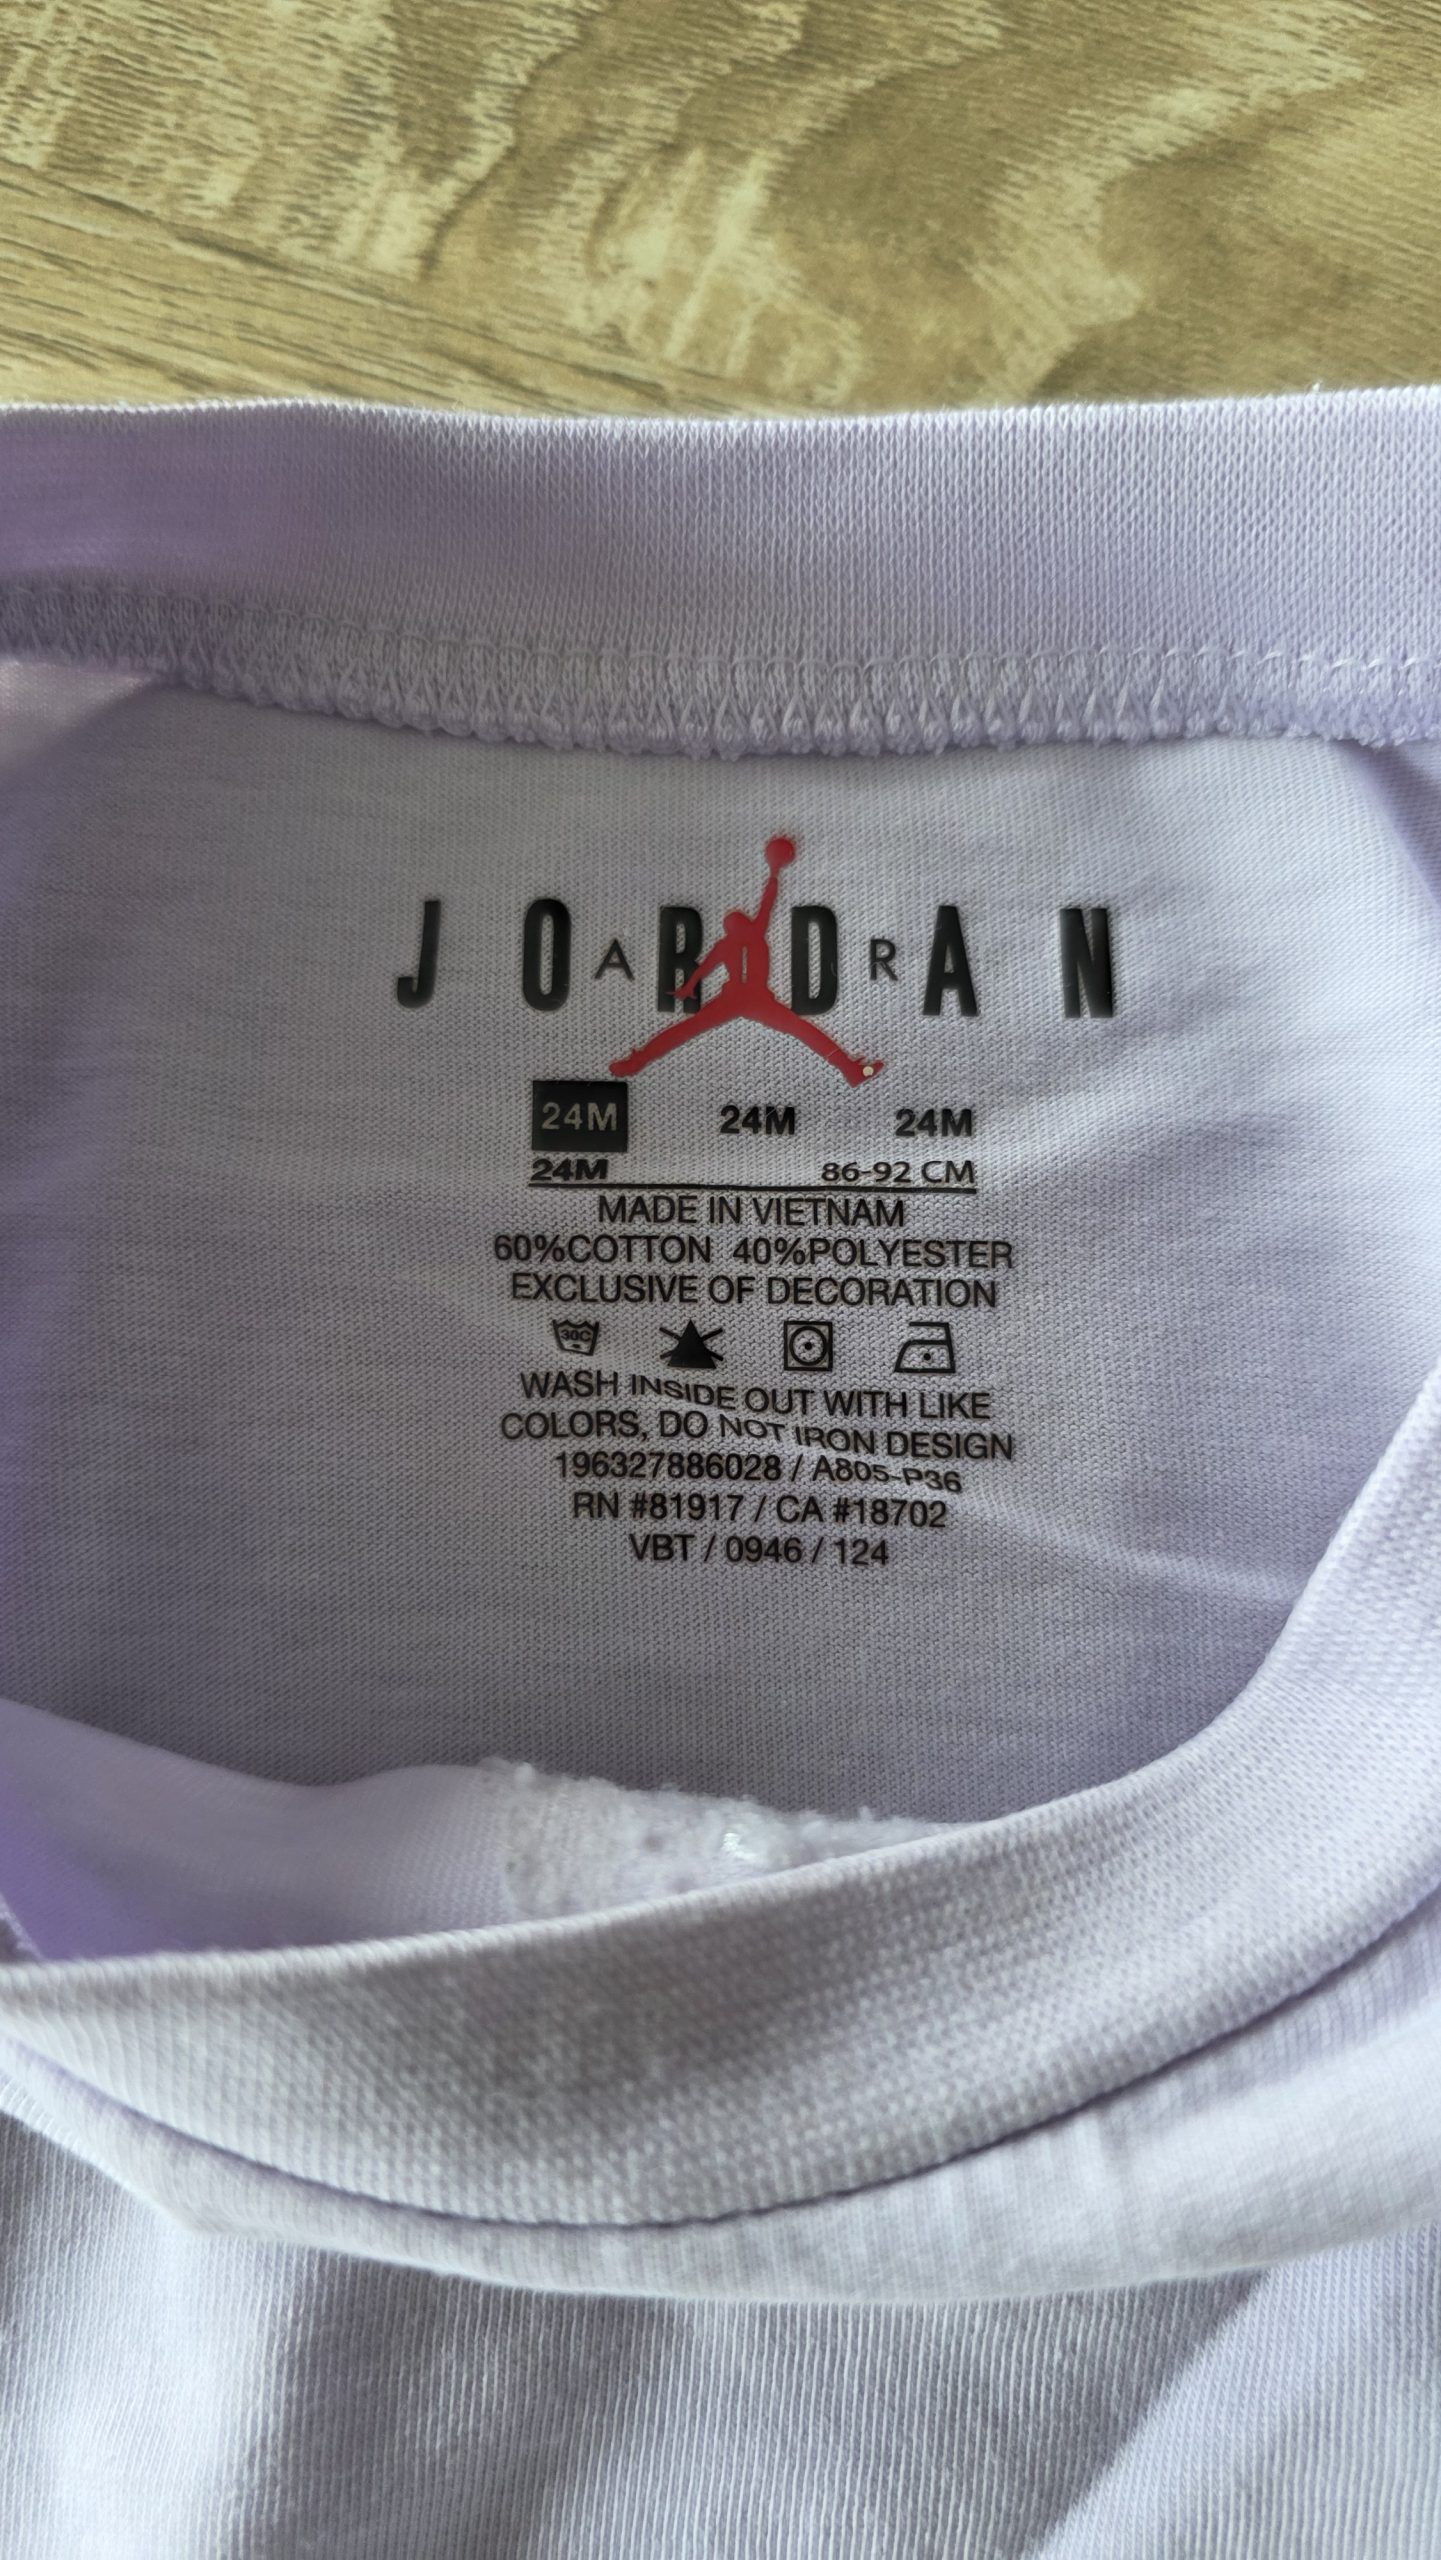 JORDAN
AIR
24M 24M 24M
24M 86-92 CM
MADE IN VIETNAM
60%COTTON 40%POLYESTER
EXCLUSIVE OF DECORATION
30C
WASH INSIDE OUT WITH LIKE
COLORS, DO NOT IRON DESIGN
196327886028 / A805-P36
RN #81917 / CA #18702
VBT / 0946 / 124